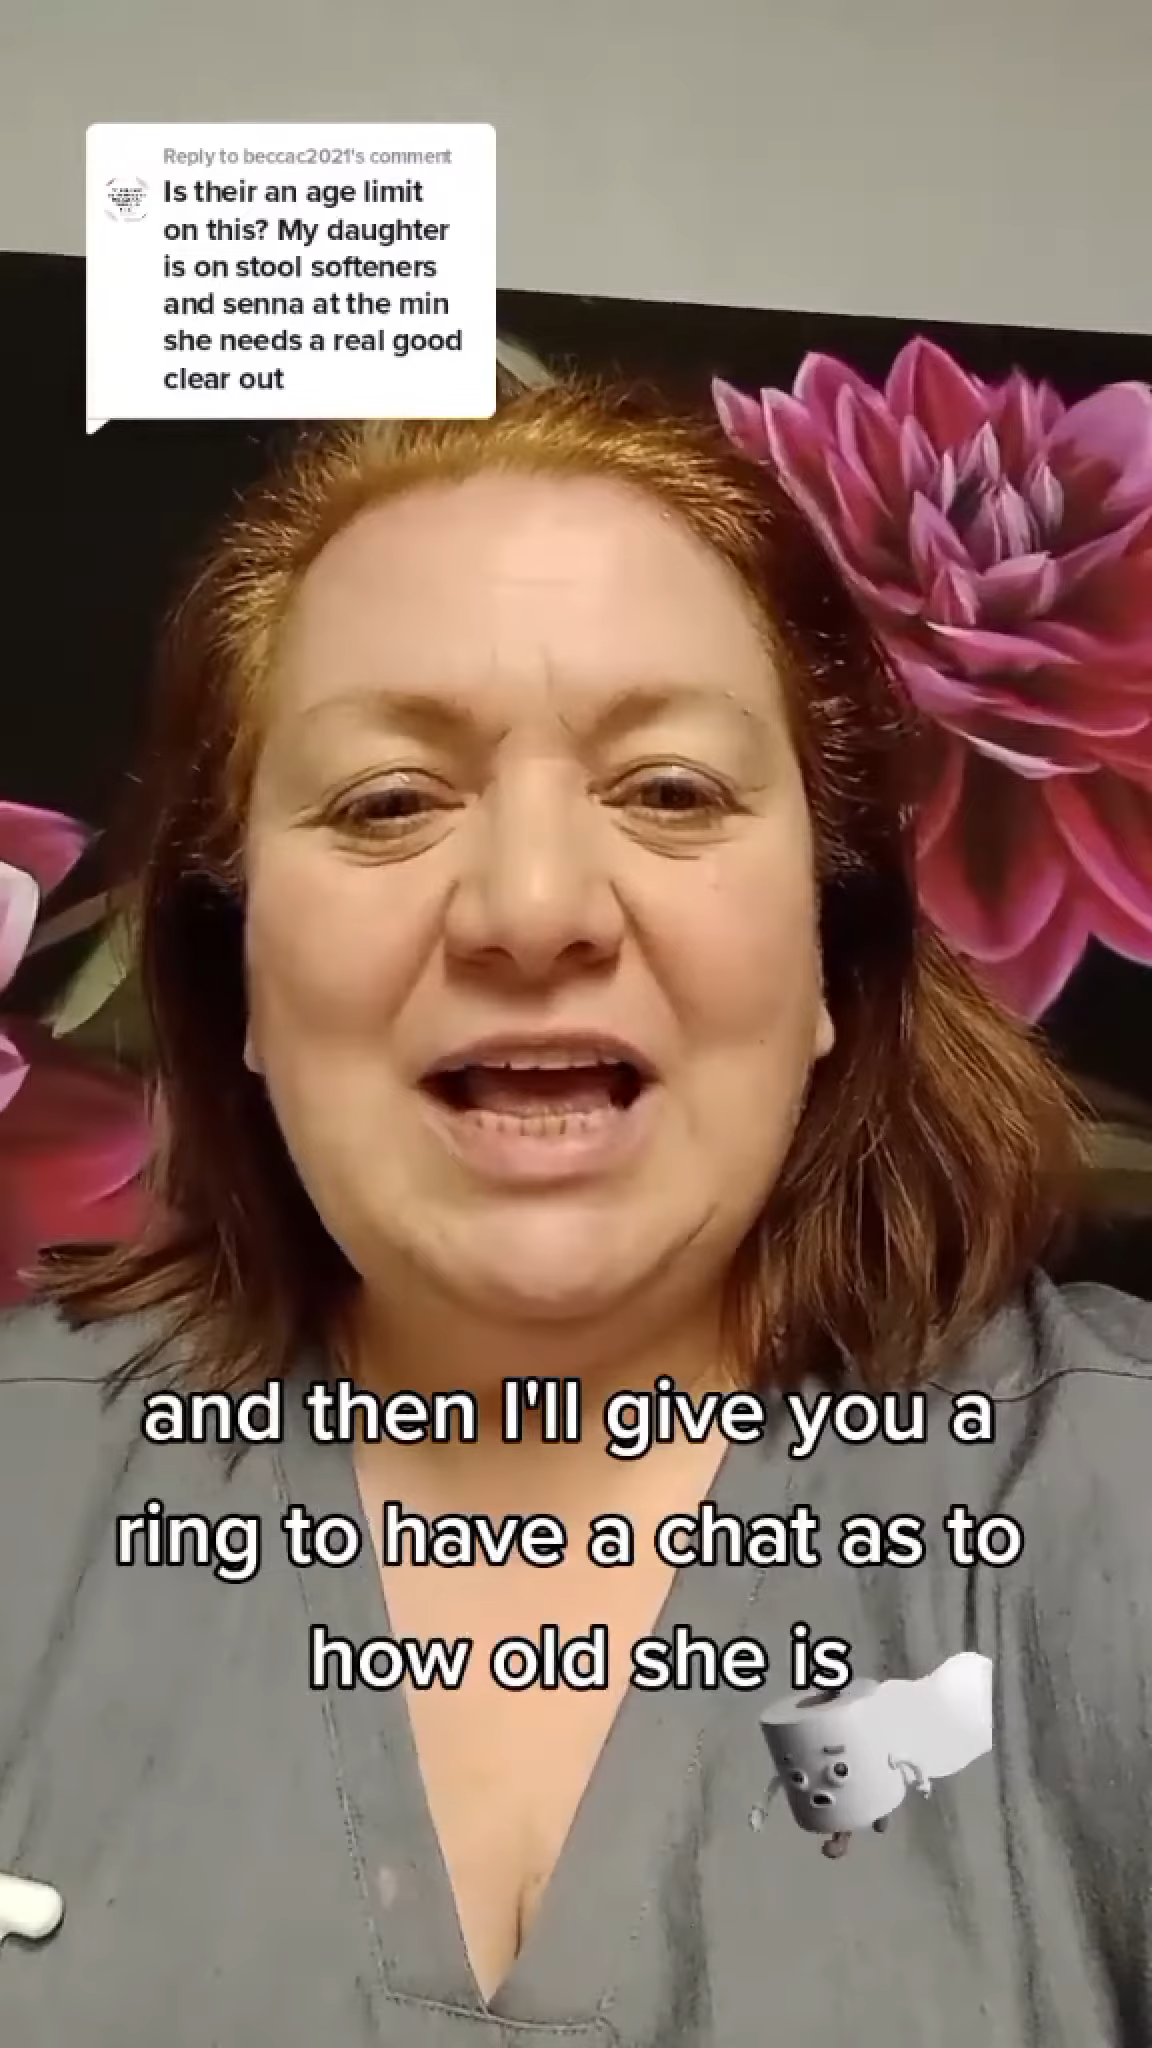 Reply to beccac2021's comment
Is their an age limit
on this? My daughter
is on stool softeners
and senna at the min
she needs a real good
clear out
and then I'll give you a
ring to have a chat as to
how old she is